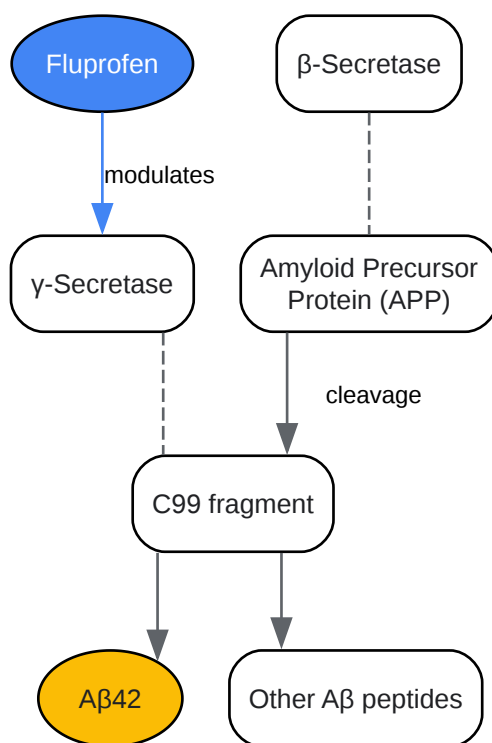 Fluprofen
β-Secretase
modulates
γ-Secretase
Amyloid Precursor
Protein (APP)
cleavage
C99 fragment
Aβ42
Other Aβ peptides